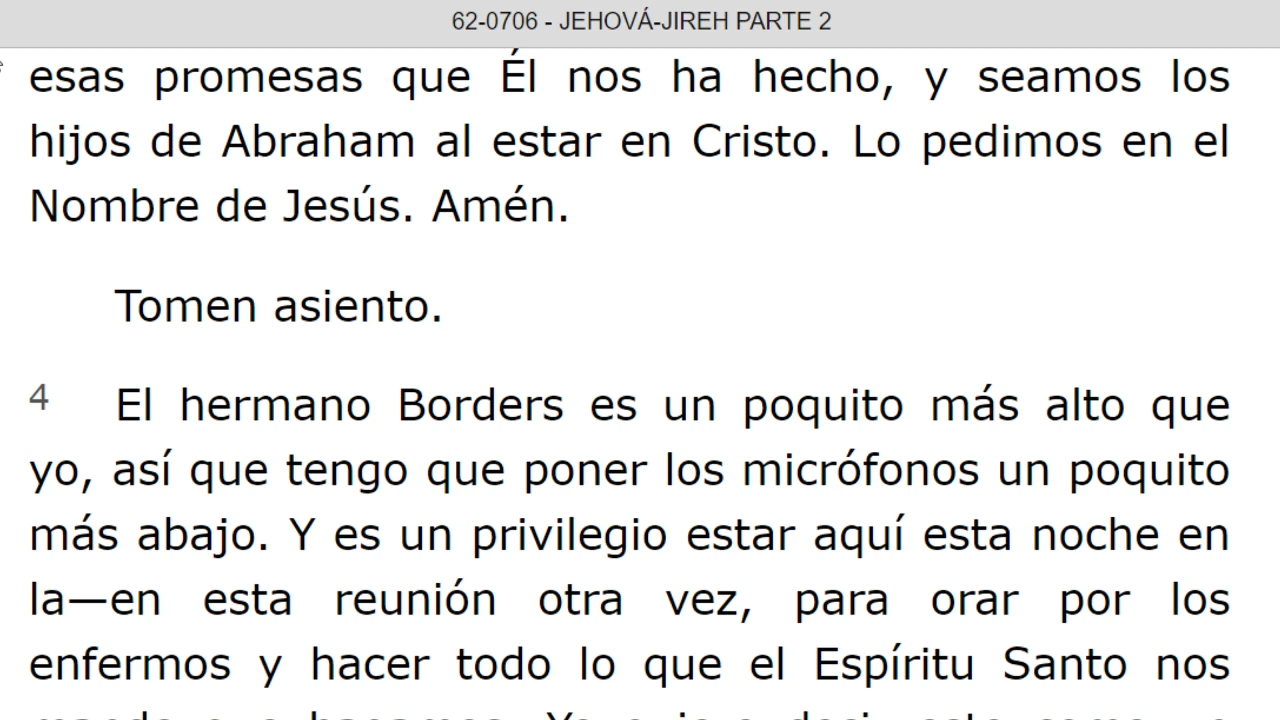 62-0706 - JEHOVÁ-JIREH PARTE 2
esas promesas que Él nos ha hecho, y seamos los
hijos de Abraham al estar en Cristo. Lo pedimos en el
Nombre de Jesús. Amén.
Tomen asiento.
4 El hermano Borders es un poquito más alto que
yo, así que tengo que poner los micrófonos un poquito
más abajo. Y es un privilegio estar aquí esta noche en
la—en esta reunión otra vez, para orar por los
enfermos y hacer todo lo que el Espíritu Santo nos